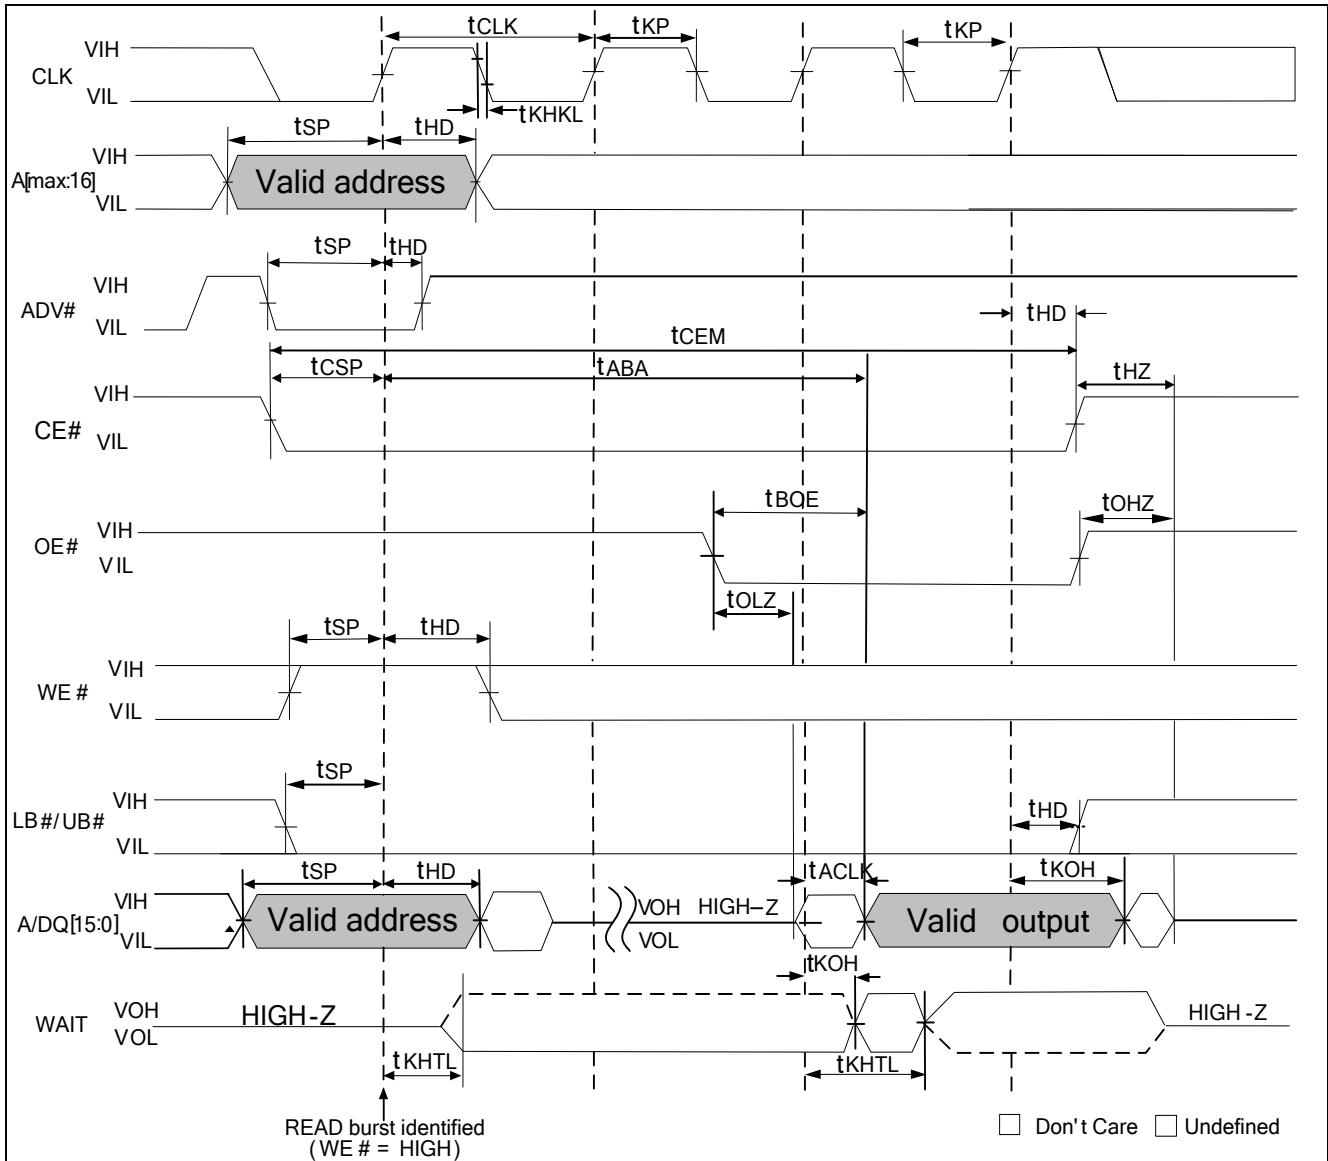 tCLK tKP tKP
VIH
CLK
VIL
tKHKL
tSP tHD
VIH
A[max:16] Valid address
VIL
tSP tHD
VIH
ADV#
VIL
tHD
tCEM
tCSP tABA tHZ
VIH
CE#
VIL
tBOE tOHZ
VIH
OE#
VIL
tOLZ
tSP tHD
VIH
WE #
VIL
tSP
VIH
LB#/UB# tHD
VIL
tSP tHD tACLK tKOH
VIH VOH HIGH-Z
A/DQ[15:0] Valid address Valid output
VIL VOL
tKOH
VOH HIGH-Z HIGH-Z
WAIT
VOL
tKHTL tKHTL
READ burst identified
(WE # = HIGH)
Don't Care Undefined